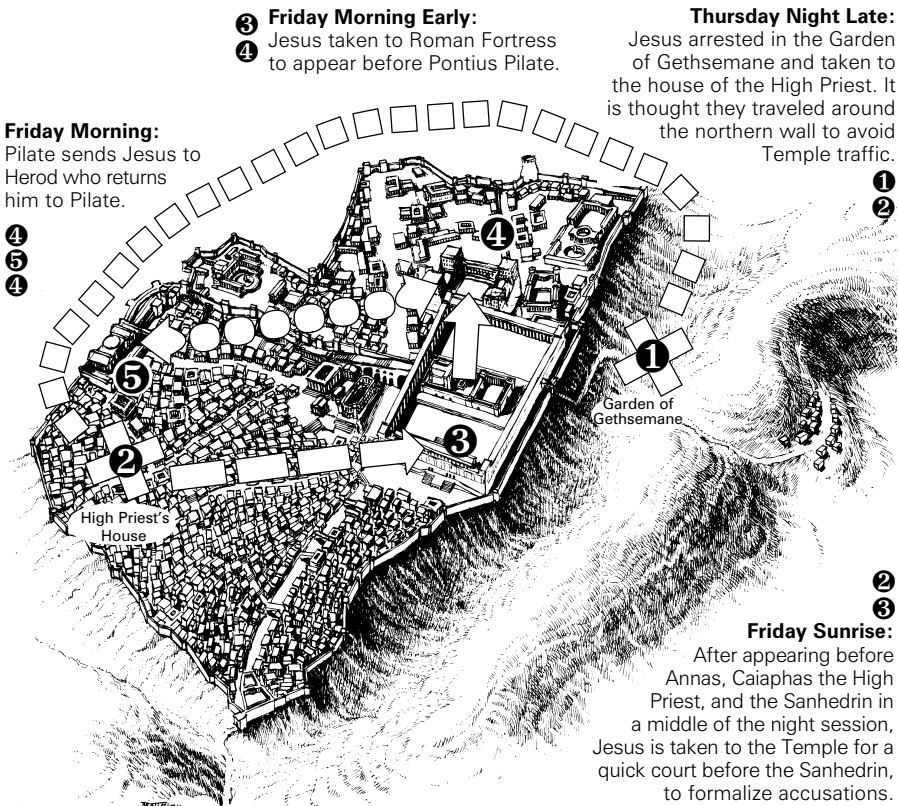 ❸ Friday Morning Early:
❹ Jesus taken to Roman Fortress
to appear before Pontius Pilate.
Thursday Night Late:
Jesus arrested in the Garden
of Gethsemane and taken to
the house of the High Priest. It
is thought they traveled around
the northern wall to avoid
Temple traffic.
❶
❷
Friday Morning:
Pilate sends Jesus to
Herod who returns
him to Pilate.
❹
❺
❹
❹
❶
Garden of
Gethsemane
❺
❸
❷
High Priest's
House
❷
❸
Friday Sunrise:
After appearing before
Annas, Caiaphas the High
Priest, and the Sanhedrin in
a middle of the night session,
Jesus is taken to the Temple for a
quick court before the Sanhedrin,
to formalize accusations.